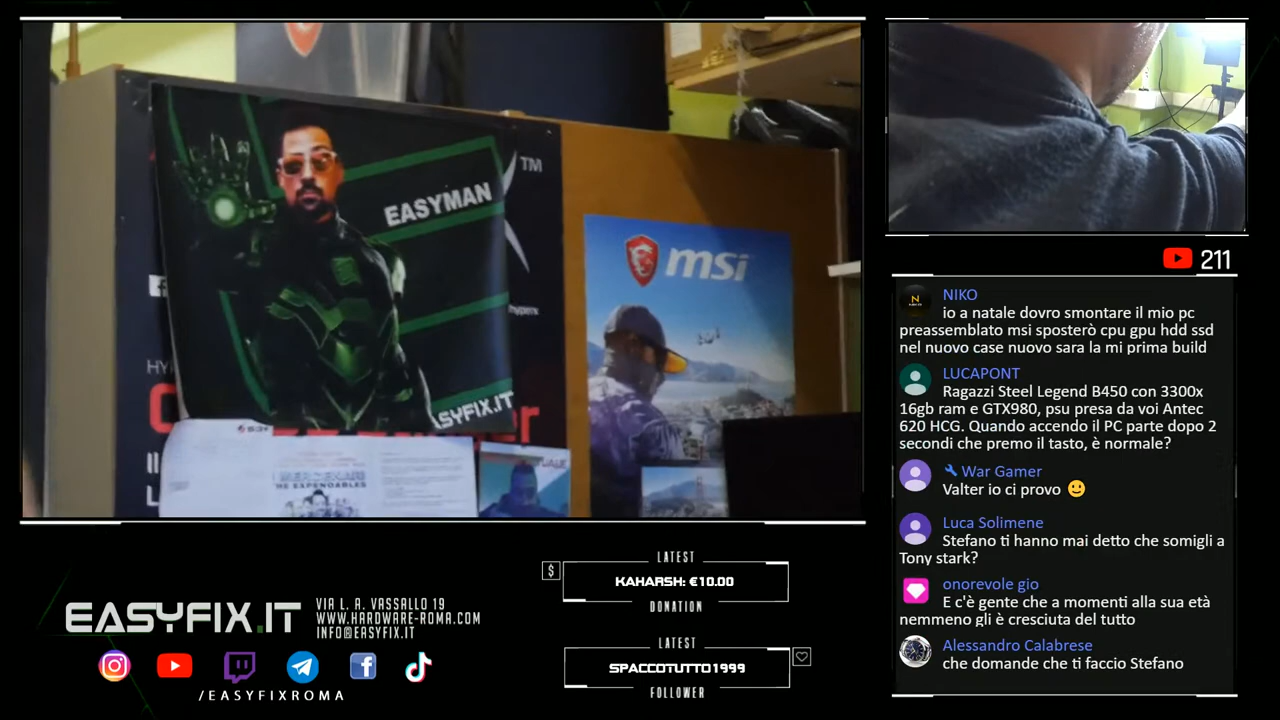 TM
EASYMAN
msi
SYFIX.IT
THE EXPENDABLES
211
NIKO
io a natale dovro smontare il mio pc
preassemblato msi sposterò cpu gpu hdd ssd
nel nuovo case nuovo sara la mi prima build
LUCAPONT
Ragazzi Steel Legend B450 con 3300x
16gb ram e GTX980, psu presa da voi Antec
620 HCG. Quando accendo il PC parte dopo 2
secondi che premo il tasto, è normale?
War Gamer
Valter io ci provo 🙂
Luca Solimene
Stefano ti hanno mai detto che somigli a
Tony stark?
onorevole gio
E c'è gente che a momenti alla sua età
nemmeno gli è cresciuta del tutto
Alessandro Calabrese
che domande che ti faccio Stefano
LATEST
$
KAHARSH: €10.00
DONATION
LATEST
SPACCOTUTTO1999
FOLLOWER
EASYFIX.IT
VIA L. A. VASSALLO 19
WWW.HARDWARE-ROMA.COM
INFO@EASYFIX.IT
/EASYFIXROMA